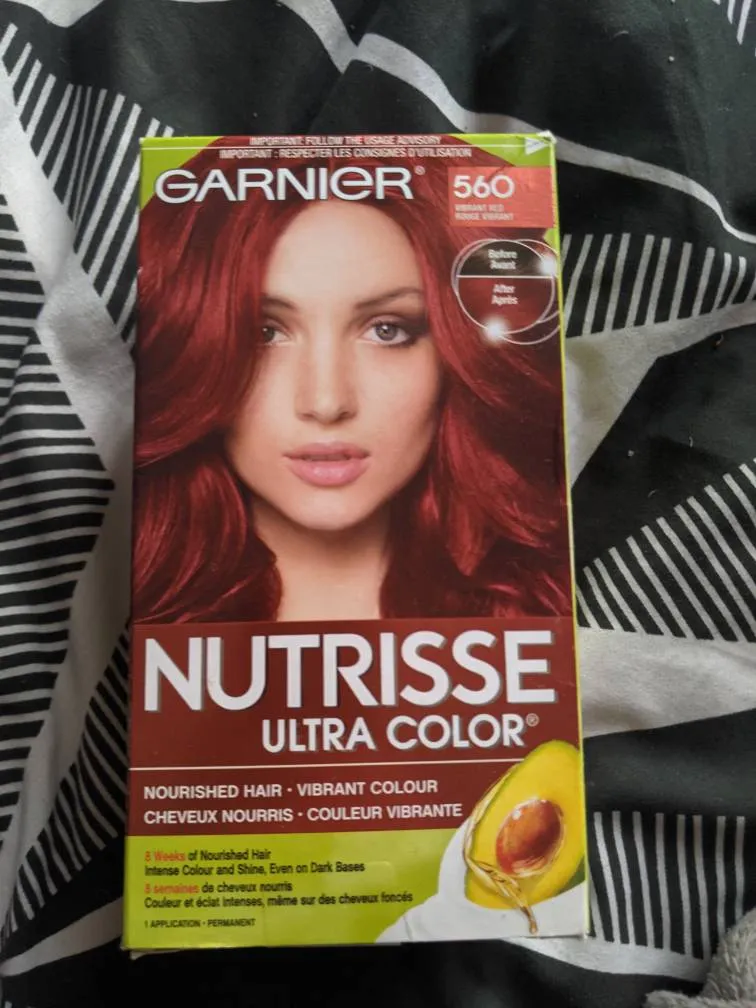 IMPORTANT: FOLLOW THE USAGE ADVISORY
IMPORTANT : RESPECTER LES CONSIGNES D'UTILISATION
GARNIER®
560
VIBRANT RED
ROUGE VIBRANT
Before
Avant
After
Après
NUTRISSE
ULTRA COLOR®
NOURISHED HAIR · VIBRANT COLOUR
CHEVEUX NOURRIS · COULEUR VIBRANTE
8 Weeks of Nourished Hair
Intense Colour and Shine, Even on Dark Bases
8 semaines de cheveux nourris
Couleur et éclat intenses, même sur des cheveux foncés
1 APPLICATION · PERMANENT